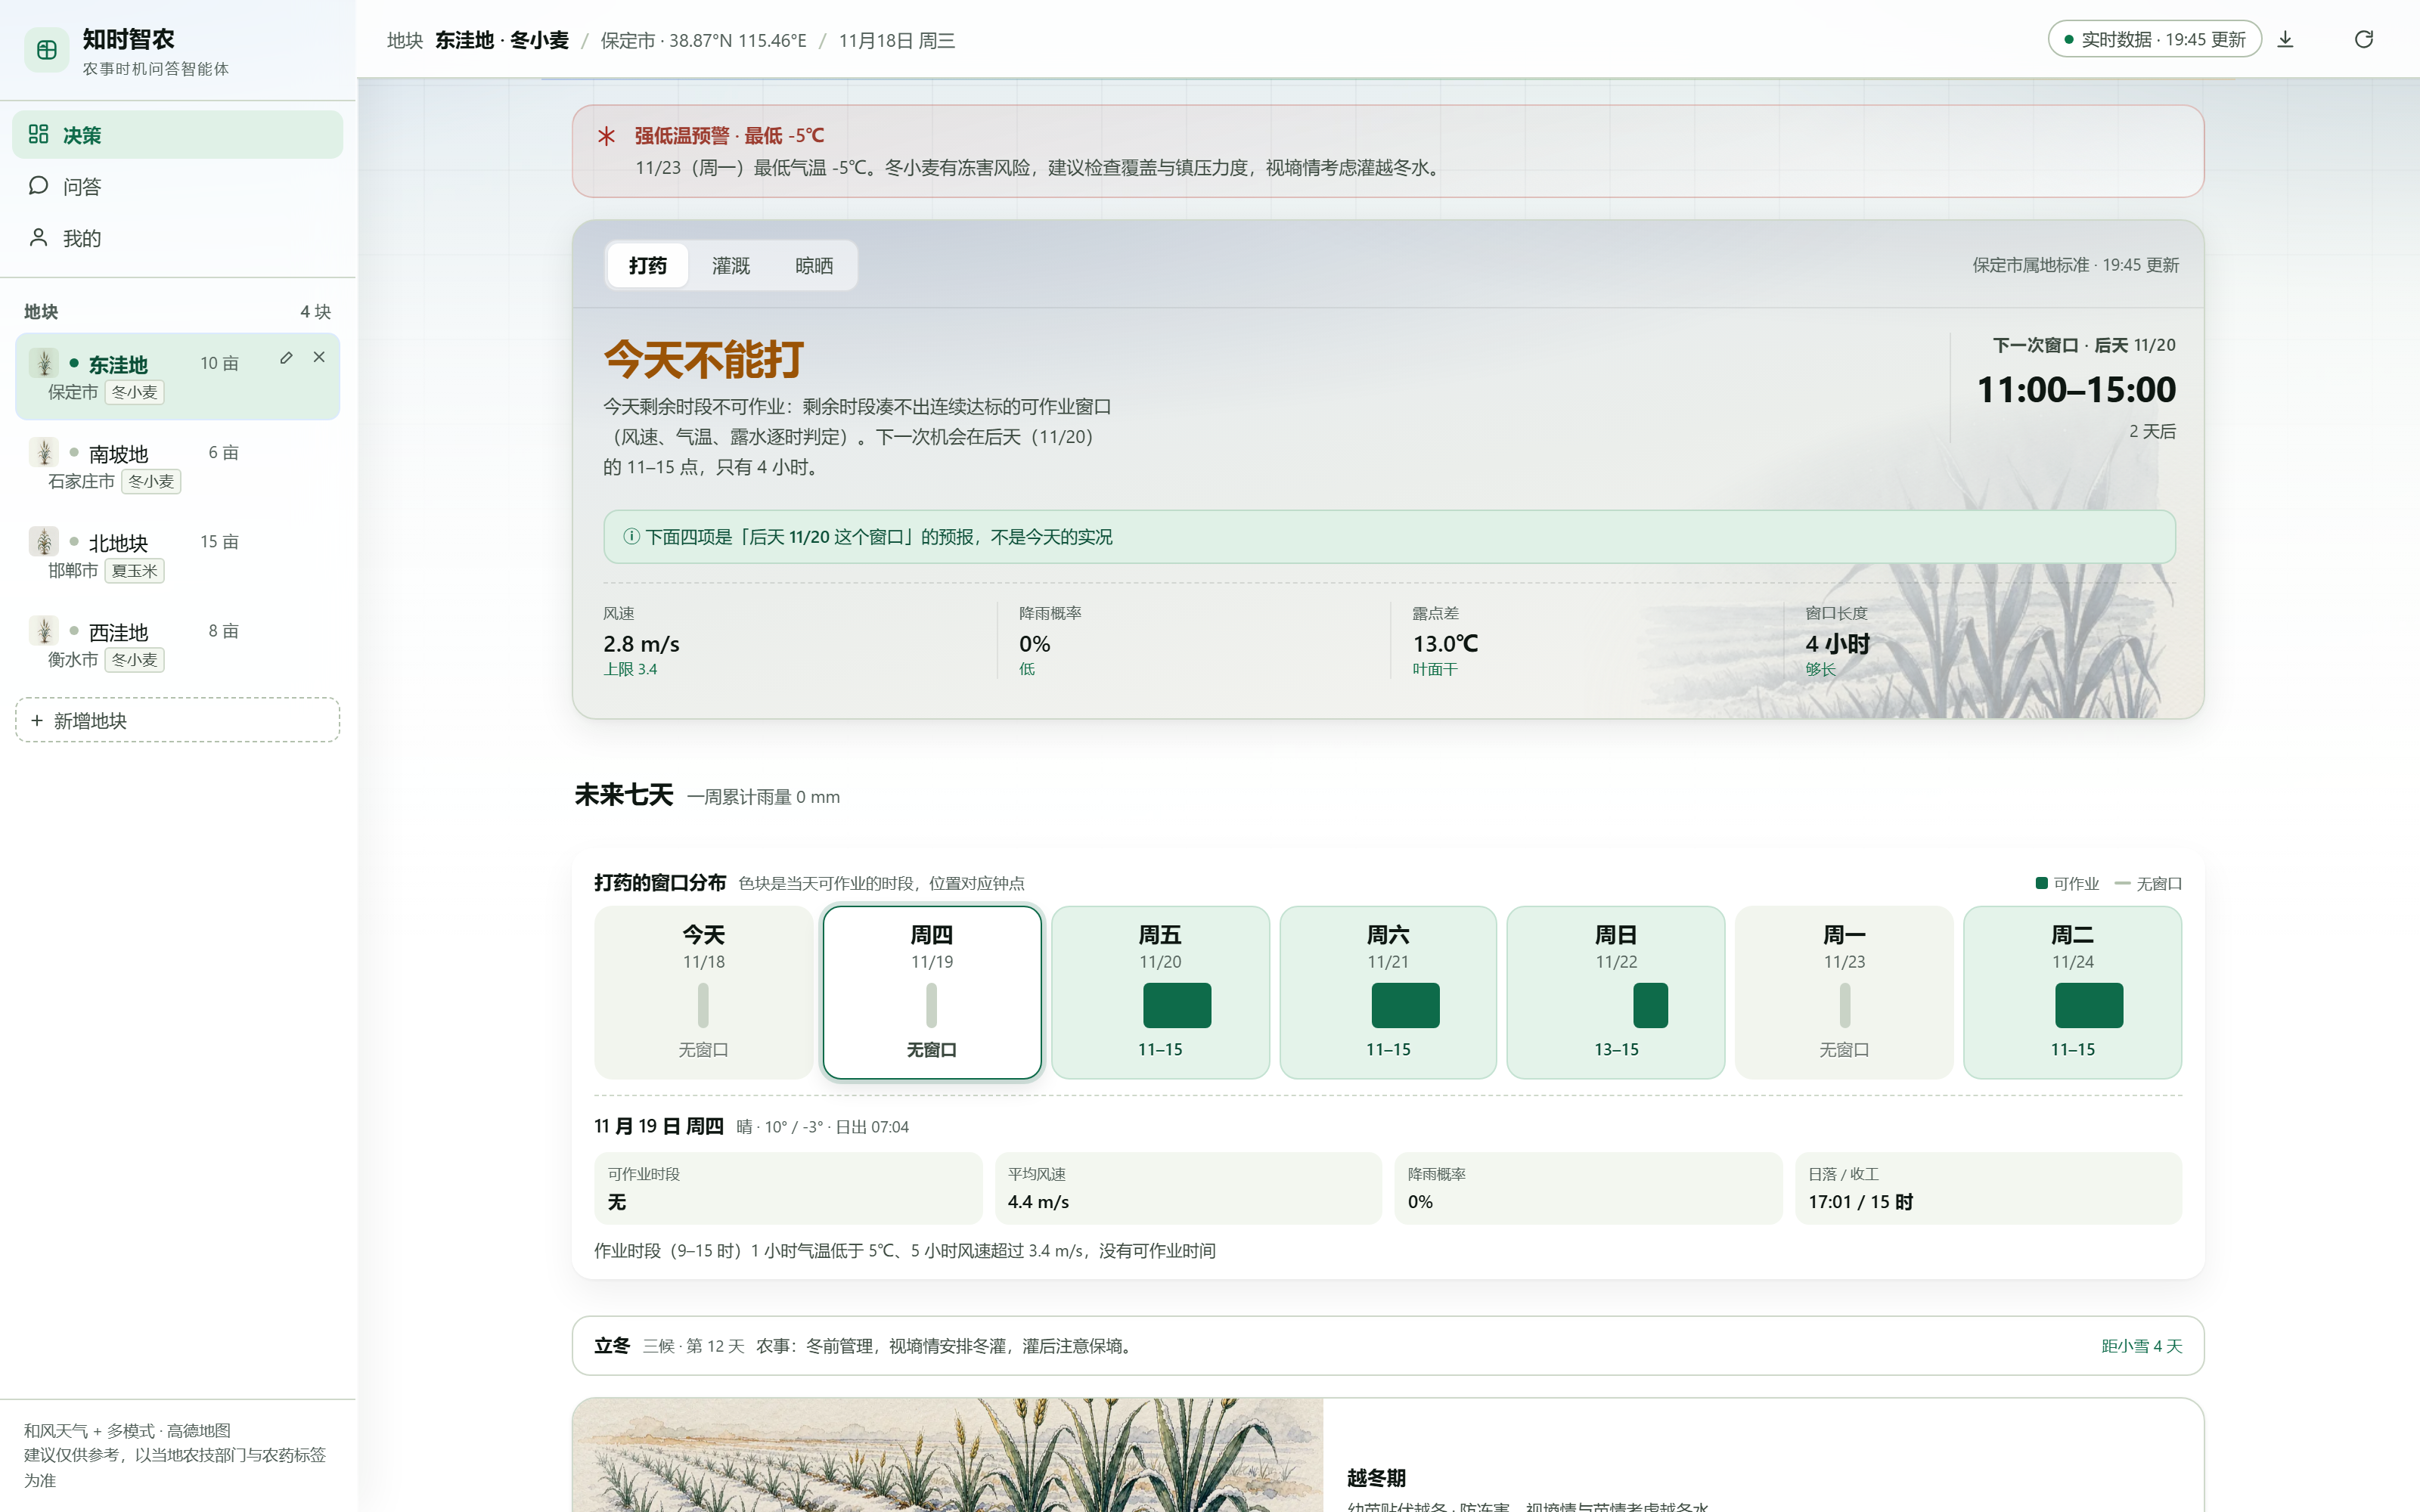 知时智农
农事时机问答智能体
决策
问答
我的
地块 4 块
东洼地 10 亩
保定市 冬小麦
南坡地 6 亩
石家庄市 冬小麦
北地块 15 亩
邯郸市 夏玉米
西洼地 8 亩
衡水市 冬小麦
+ 新增地块
和风天气 + 多模式 · 高德地图
建议仅供参考，以当地农技部门与农药标签
为准
地块 东洼地 · 冬小麦 / 保定市 · 38.87°N 115.46°E / 11月18日 周三
实时数据 · 19:45 更新
强低温预警 · 最低 -5℃
11/23（周一）最低气温 -5℃。冬小麦有冻害风险，建议检查覆盖与镇压力度，视墒情考虑灌越冬水。
打药 灌溉 晾晒
保定市属地标准 · 19:45 更新
今天不能打
今天剩余时段不可作业：剩余时段凑不出连续达标的可作业窗口
（风速、气温、露水逐时判定）。下一次机会在后天（11/20）
的 11–15 点，只有 4 小时。
下一次窗口 · 后天 11/20
11:00–15:00
2 天后
下面四项是「后天 11/20 这个窗口」的预报，不是今天的实况
风速
2.8 m/s
上限 3.4
降雨概率
0%
低
露点差
13.0℃
叶面干
窗口长度
4 小时
够长
未来七天 一周累计雨量 0 mm
打药的窗口分布 色块是当天可作业的时段，位置对应钟点
可作业 无窗口
今天
11/18
无窗口
周四
11/19
无窗口
周五
11/20
11–15
周六
11/21
11–15
周日
11/22
13–15
周一
11/23
无窗口
周二
11/24
11–15
11 月 19 日 周四 晴 · 10° / -3° · 日出 07:04
可作业时段
无
平均风速
4.4 m/s
降雨概率
0%
日落 / 收工
17:01 / 15 时
作业时段（9–15 时）1 小时气温低于 5℃、5 小时风速超过 3.4 m/s，没有可作业时间
立冬 三候 · 第 12 天 农事：冬前管理，视墒情安排冬灌，灌后注意保墒。
距小雪 4 天
越冬期
幼苗贴伏越冬 · 防冻害、视墒情与苗情考虑越冬水